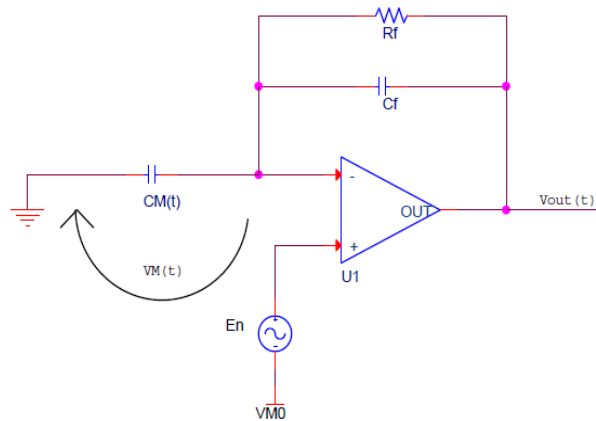 Rf
Cf
CM(t)
-
OUT
Vout(t)
+
U1
VM(t)
En
+
-
VM0